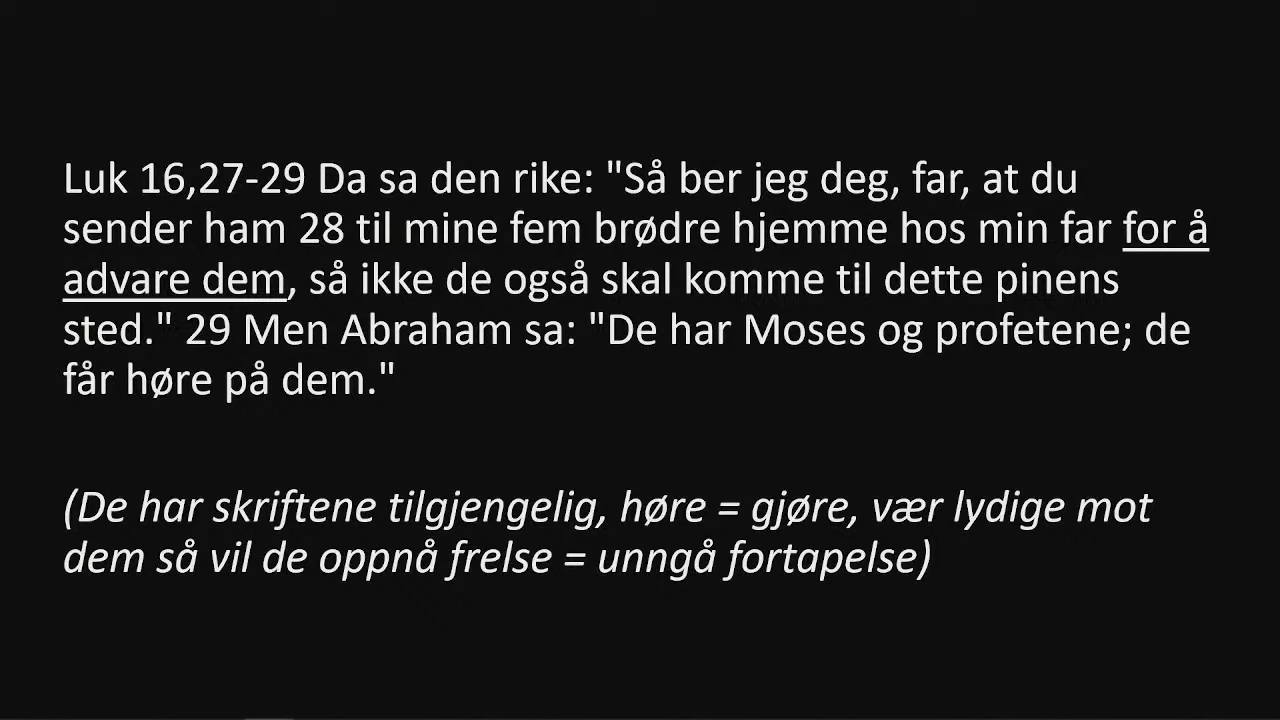 Luk 16,27-29 Da sa den rike: "Så ber jeg deg, far, at du
sender ham 28 til mine fem brødre hjemme hos min far for å
advare dem, så ikke de også skal komme til dette pinens
sted." 29 Men Abraham sa: "De har Moses og profetene; de
får høre på dem."
(De har skriftene tilgjengelig, høre = gjøre, vær lydige mot
dem så vil de oppnå frelse = unngå fortapelse)